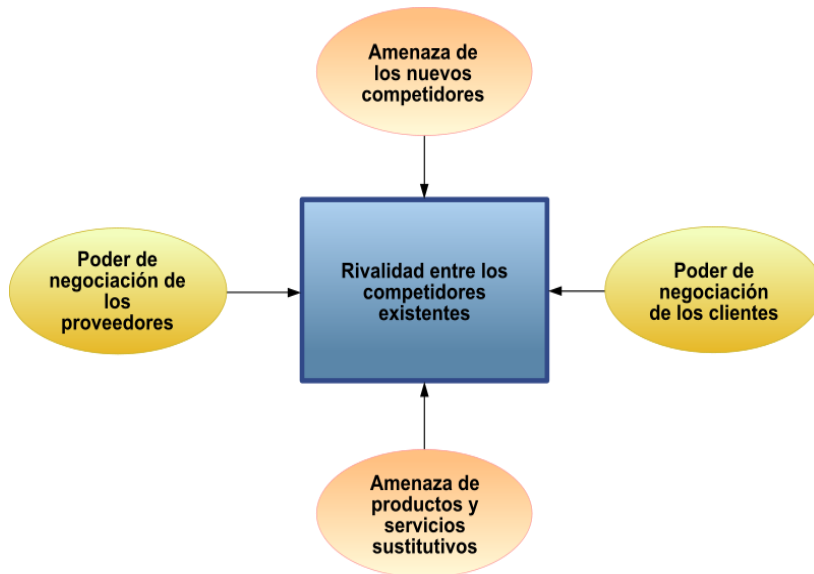 Amenaza de
los nuevos
competidores
Poder de
negociación de
los
proveedores
Rivalidad entre los
competidores
existentes
Poder de
negociación
de los clientes
Amenaza de
productos y
servicios
sustitutivos